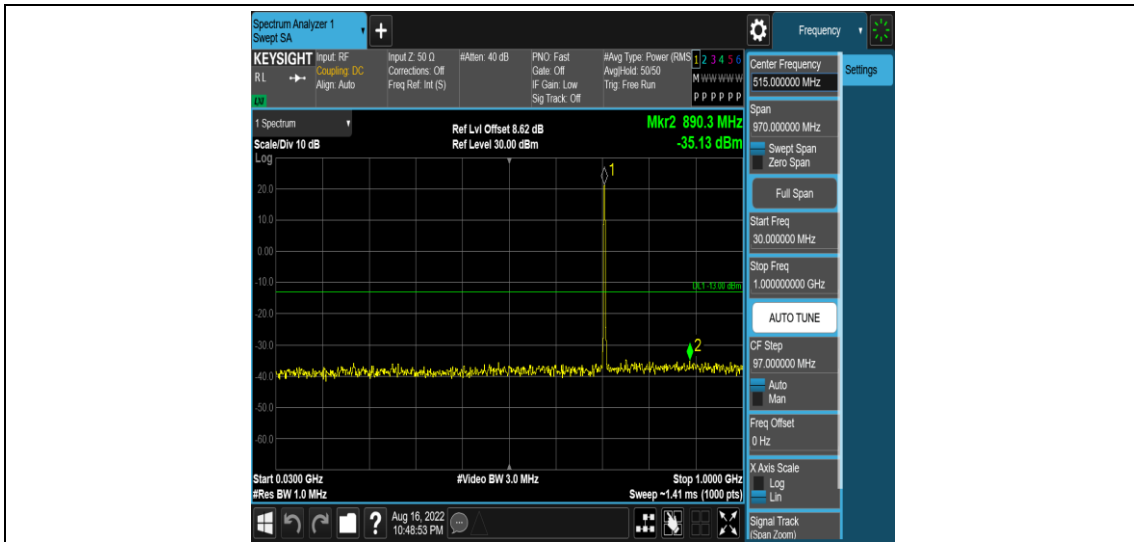 Spectrum Analyzer 1
Swept SA
+
Frequency
KEYSIGHT
RL
LXI
Input: RF
Coupling: DC
Align: Auto
Input Z: 50 Ω
Corrections: Off
Freq Ref: Int (S)
#Atten: 40 dB
PNO: Fast
Gate: Off
IF Gain: Low
Sig Track: Off
#Avg Type: Power (RMS
Avg|Hold: 50/50
Trig: Free Run
1 2 3 4 5 6
M W W W W W
P P P P P P
1 Spectrum
Scale/Div 10 dB
Log
Ref Lvl Offset 8.62 dB
Ref Level 30.00 dBm
Mkr2 890.3 MHz
-35.13 dBm
1
20.0
10.0
0.00
-10.0
DL1 -13.00 dBm
-20.0
-30.0
2
-40.0
-50.0
-60.0
Start 0.0300 GHz
#Res BW 1.0 MHz
#Video BW 3.0 MHz
Stop 1.0000 GHz
Sweep ~1.41 ms (1000 pts)
?
Aug 16, 2022
10:48:53 PM
Center Frequency
515.000000 MHz
Settings
Span
970.000000 MHz
Swept Span
Zero Span
Full Span
Start Freq
30.000000 MHz
Stop Freq
1.000000000 GHz
AUTO TUNE
CF Step
97.000000 MHz
Auto
Man
Freq Offset
0 Hz
X Axis Scale
Log
Lin
Signal Track
(Span Zoom)